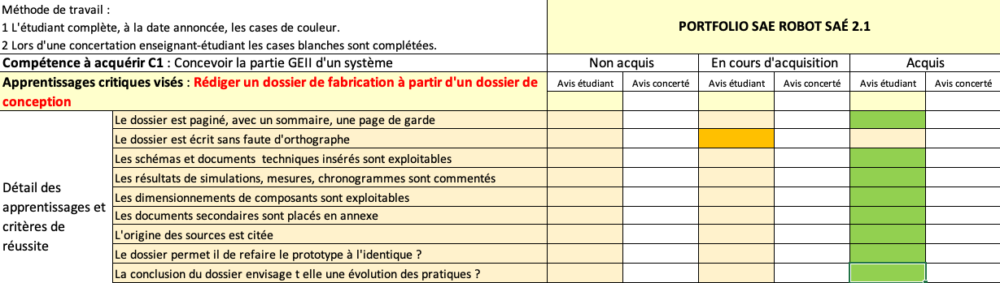 Méthode de travail :
1 L'étudiant complète, à la date annoncée, les cases de couleur.
2 Lors d'une concertation enseignant-étudiant les cases blanches sont complétées.
PORTFOLIO SAE ROBOT SAÉ 2.1
Compétence à acquérir C1 : Concevoir la partie GEII d'un système
Non acquis
En cours d'acquisition
Acquis
Apprentissages critiques visés : Rédiger un dossier de fabrication à partir d'un dossier de
conception
Avis étudiant
Avis concerté
Avis étudiant
Avis concerté
Avis étudiant
Avis concerté
Détail des
apprentissages et
critères de
réussite
Le dossier est paginé, avec un sommaire, une page de garde
Le dossier est écrit sans faute d'orthographe
Les schémas et documents techniques insérés sont exploitables
Les résultats de simulations, mesures, chronogrammes sont commentés
Les dimensionnements de composants sont exploitables
Les documents secondaires sont placés en annexe
L'origine des sources est citée
Le dossier permet il de refaire le prototype à l'identique ?
La conclusion du dossier envisage t elle une évolution des pratiques ?